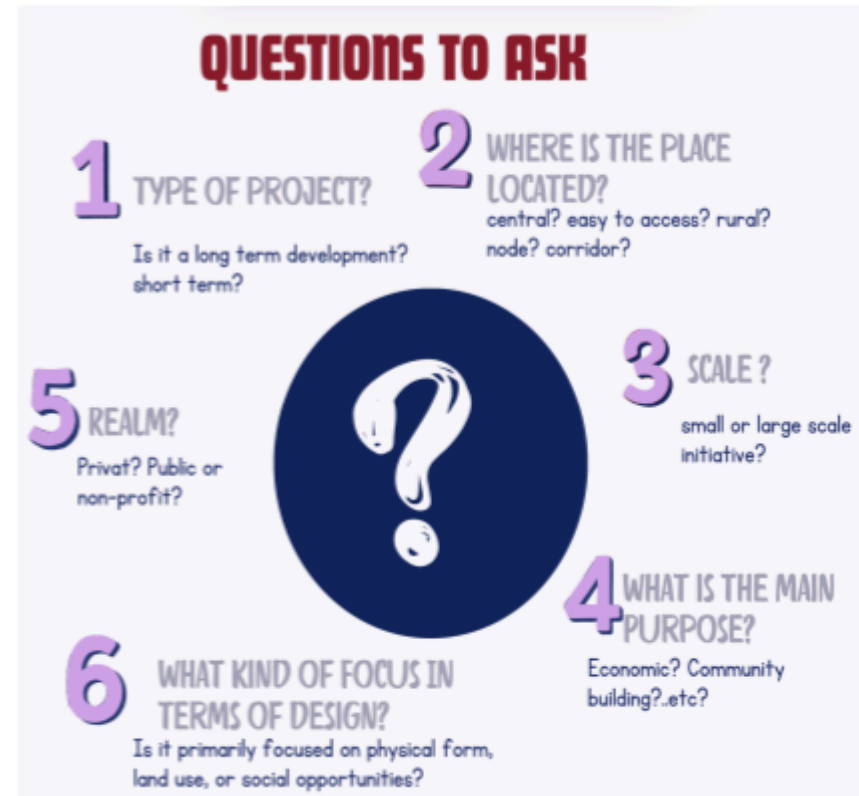 QUESTIONS TO ASK
1
TYPE OF PROJECT?
Is it a long term development?
short term?
2
WHERE IS THE PLACE
LOCATED?
central? easy to access? rural?
node? corridor?
3
SCALE ?
small or large scale
initiative?
4
WHAT IS THE MAIN
PURPOSE?
Economic? Community
building?..etc?
5
REALM?
Privat? Public or
non-profit?
6
WHAT KIND OF FOCUS IN
TERMS OF DESIGN?
Is it primarily focused on physical form,
land use, or social opportunities?
?